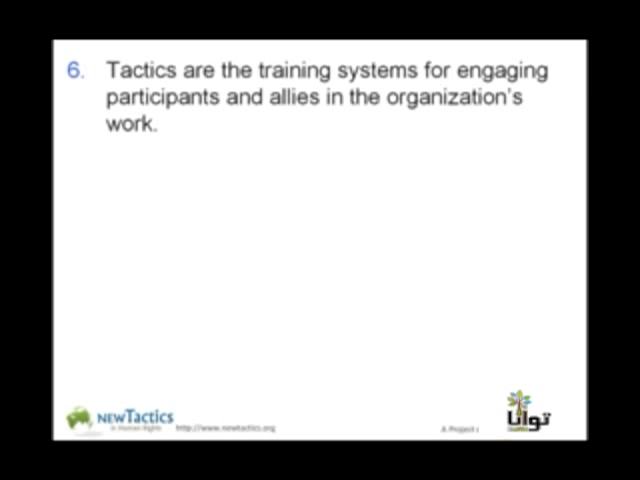 6. Tactics are the training systems for engaging
participants and allies in the organization's
work.
NEWTactics
in Human Rights
http://www.newtactics.org
A Project
توانا